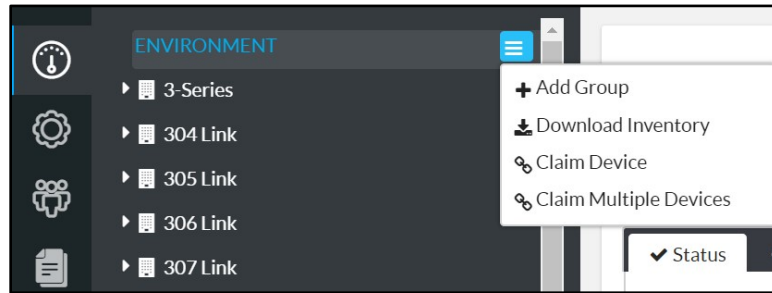 ENVIRONMENT
3-Series
304 Link
305 Link
306 Link
307 Link
Add Group
Download Inventory
Claim Device
Claim Multiple Devices
Status